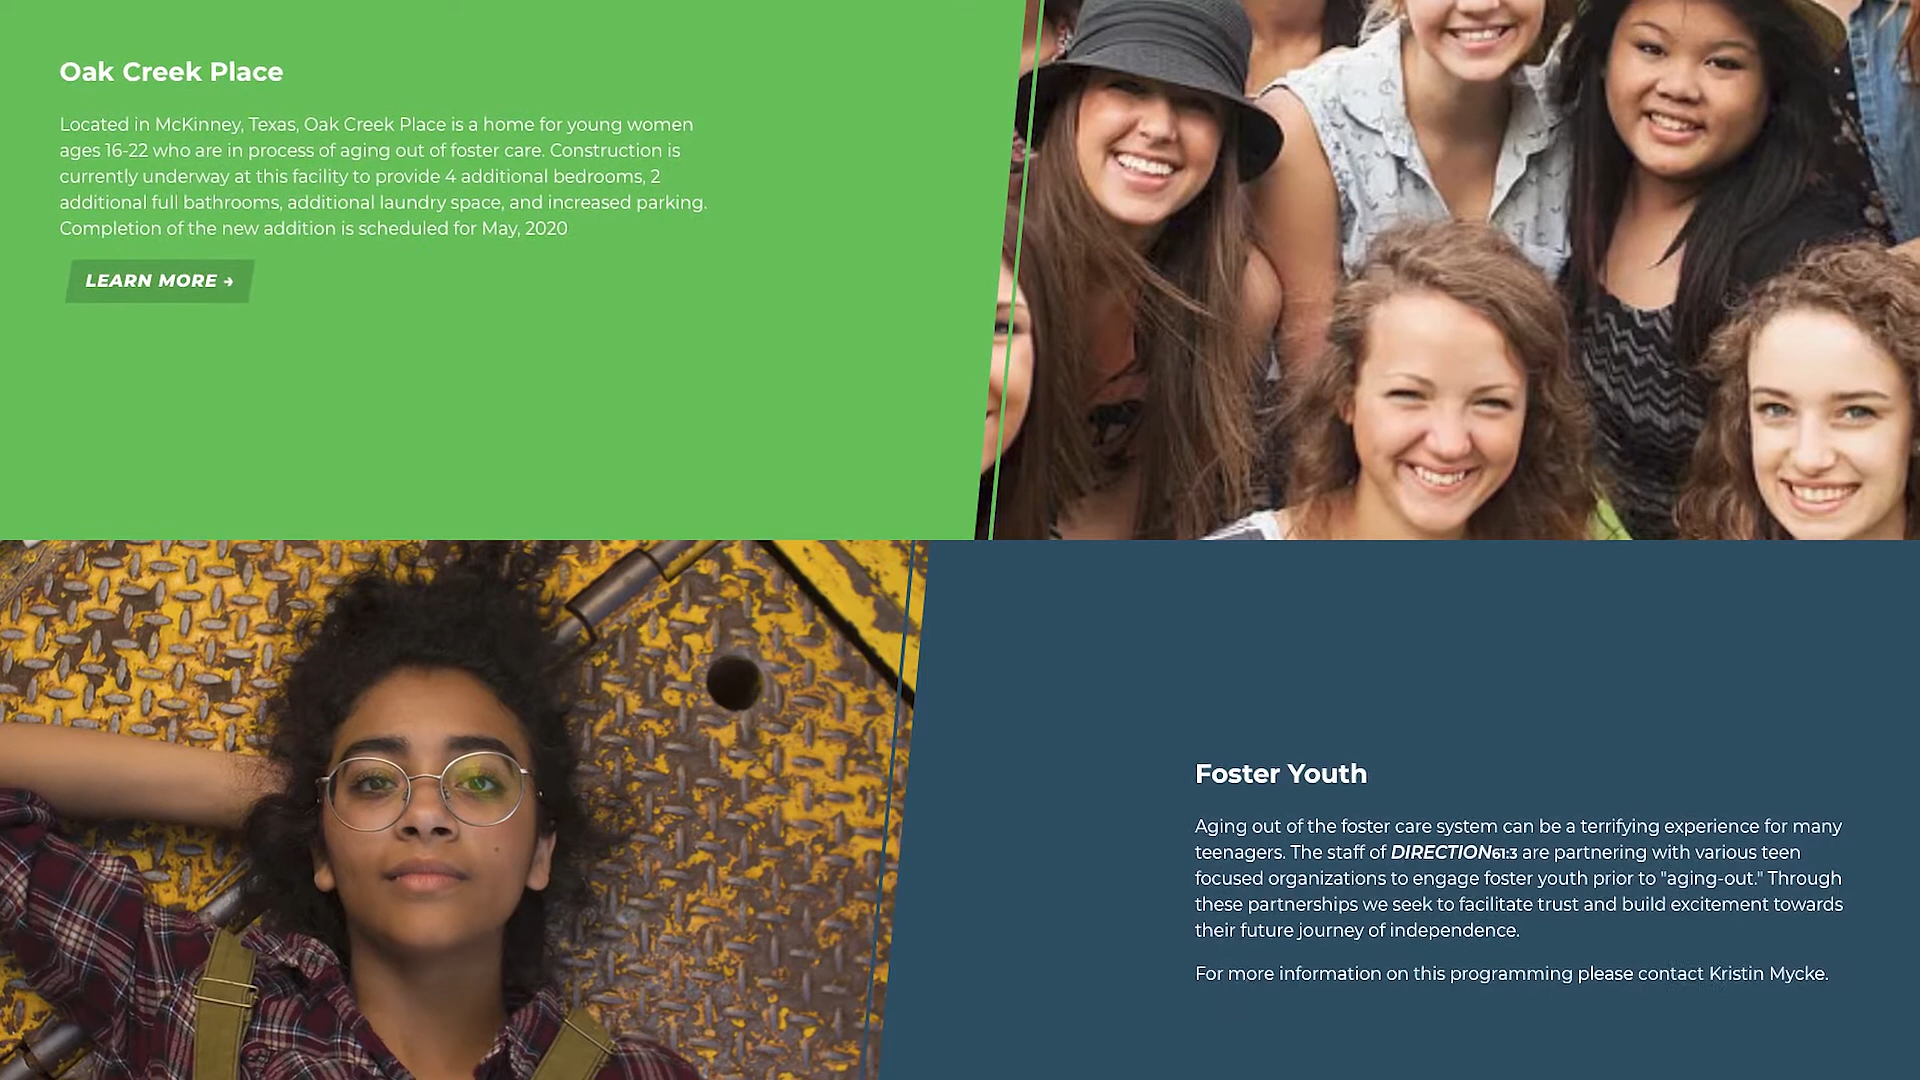 Oak Creek Place
Located in McKinney, Texas, Oak Creek Place is a home for young women
ages 16-22 who are in process of aging out of foster care. Construction is
currently underway at this facility to provide 4 additional bedrooms, 2
additional full bathrooms, additional laundry space, and increased parking.
Completion of the new addition is scheduled for May, 2020
LEARN MORE →
Foster Youth
Aging out of the foster care system can be a terrifying experience for many
teenagers. The staff of DIRECTION61:3 are partnering with various teen
focused organizations to engage foster youth prior to "aging-out." Through
these partnerships we seek to facilitate trust and build excitement towards
their future journey of independence.
For more information on this programming please contact Kristin Mycke.